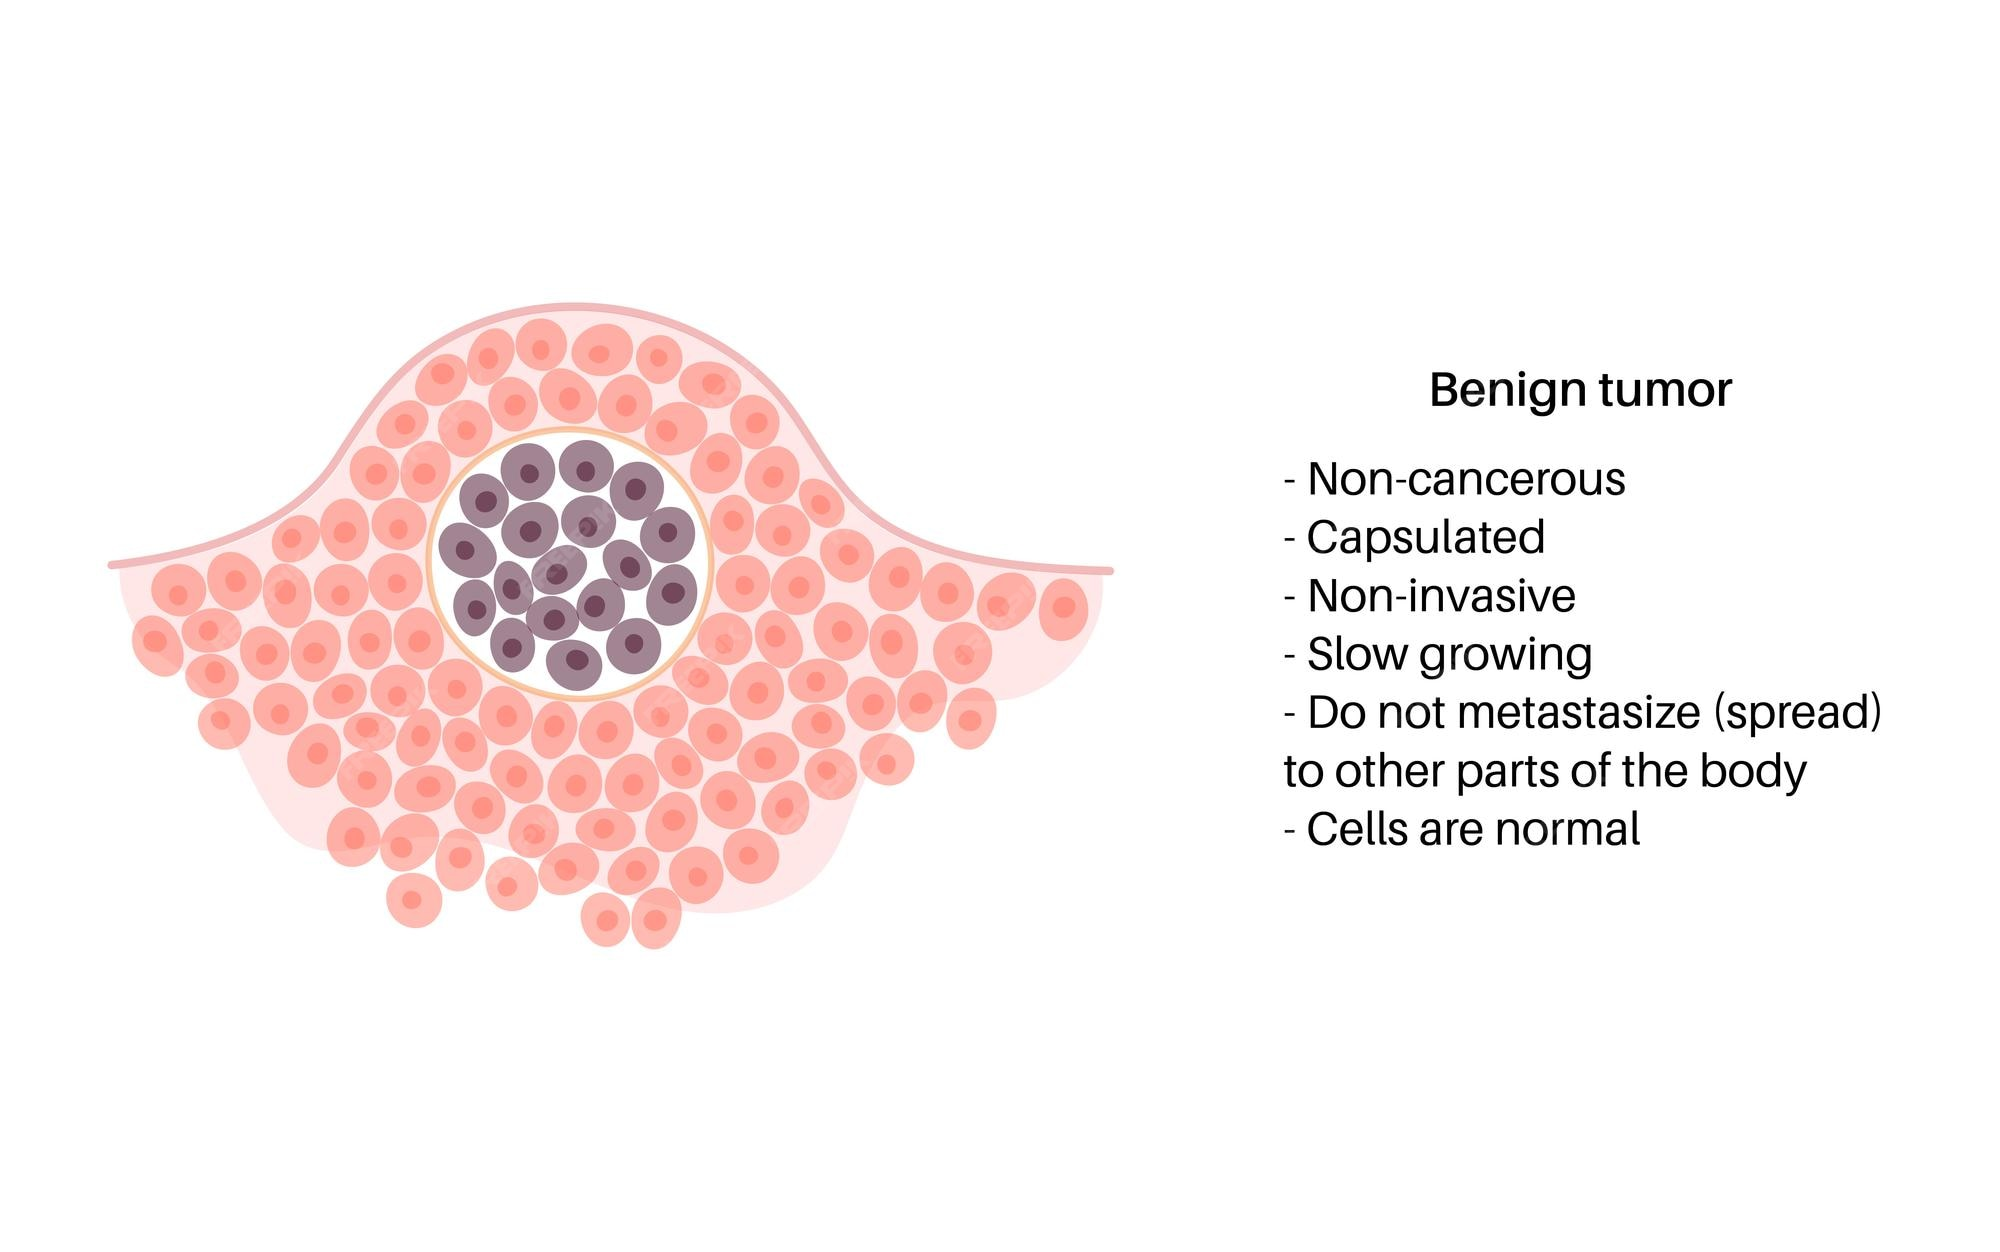 Benign tumor
- Non-cancerous
- Capsulated
- Non-invasive
- Slow growing
- Do not metastasize (spread)
to other parts of the body
- Cells are normal